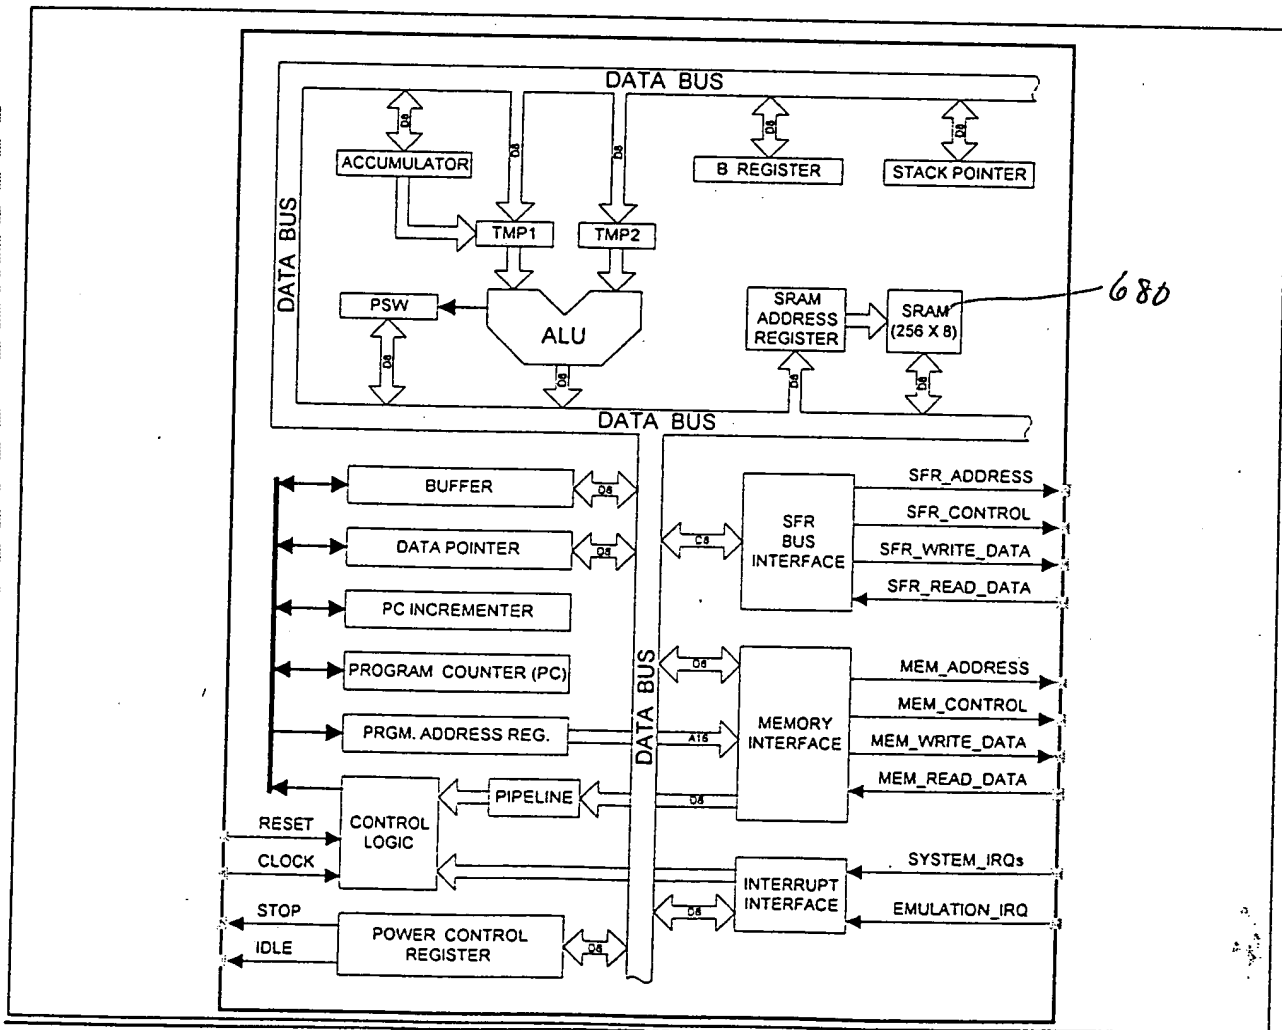 DATA BUS
D8
D8
D8
D8
D8
ACCUMULATOR
B REGISTER
STACK POINTER
DATA BUS
TMP1
TMP2
PSW
ALU
SRAM
ADDRESS
REGISTER
SRAM
(256 X 8)
680
D8
D8
D8
D8
DATA BUS
BUFFER
D8
DATA POINTER
D8
PC INCREMENTER
PROGRAM COUNTER (PC)
PRGM. ADDRESS REG.
A16
DATA BUS
C8
SFR
BUS
INTERFACE
SFR_ADDRESS
SFR_CONTROL
SFR_WRITE_DATA
SFR_READ_DATA
D8
MEMORY
INTERFACE
MEM_ADDRESS
MEM_CONTROL
MEM_WRITE_DATA
MEM_READ_DATA
PIPELINE
D8
RESET
CLOCK
CONTROL
LOGIC
INTERRUPT
INTERFACE
SYSTEM_IRQs
EMULATION_IRQ
D8
STOP
IDLE
POWER CONTROL
REGISTER
D8